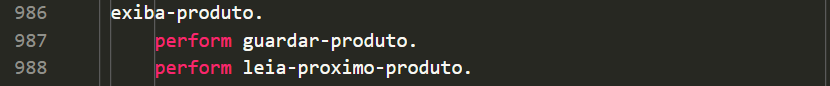 986 exiba-produto.
987 perform guardar-produto.
988 perform leia-proximo-produto.